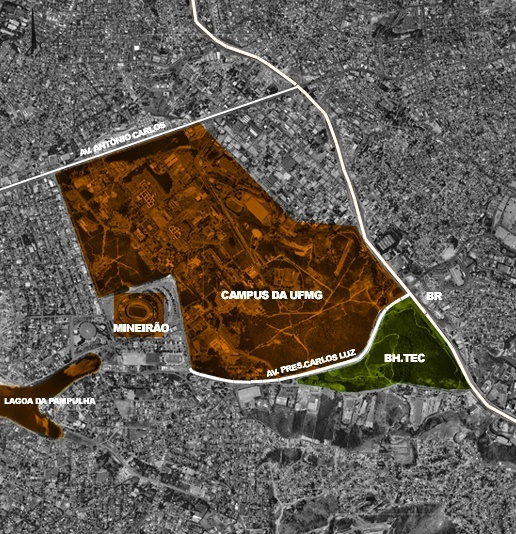 AV. ANTÔNIO CARLOS
CAMPUS DA UFMG
BR
MINEIRÃO
AV. PRES.CARLOS LUZ
BH.TEC
LAGOA DA PAMPULHA